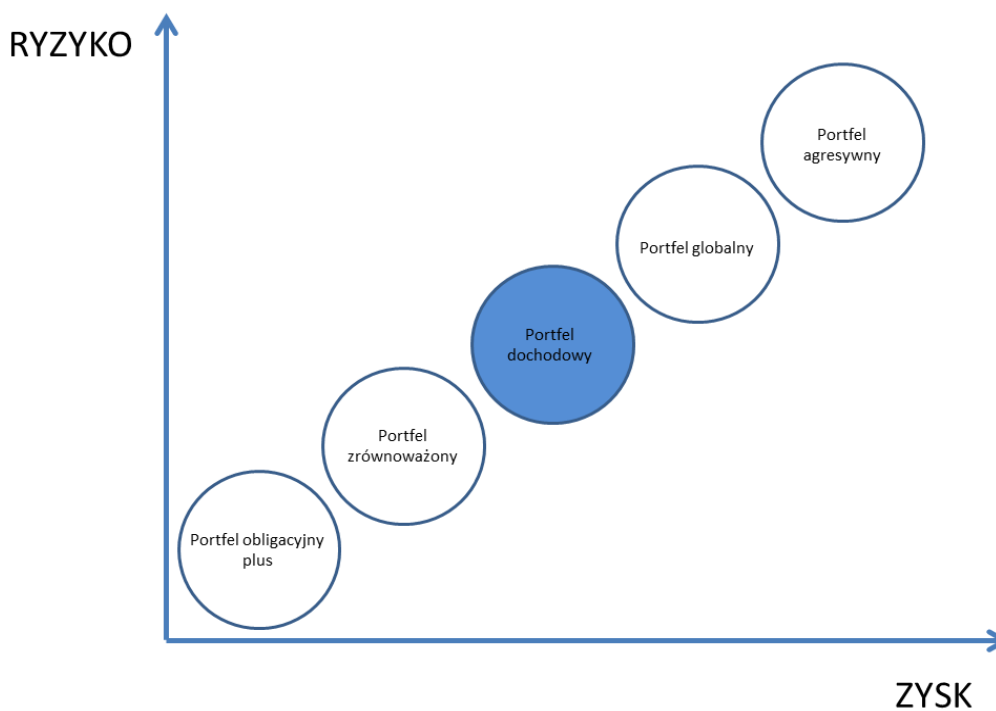 RYZYKO
Portfel
agresywny
Portfel globalny
Portfel
dochodowy
Portfel
zrównoważony
Portfel obligacyjny
plus
ZYSK